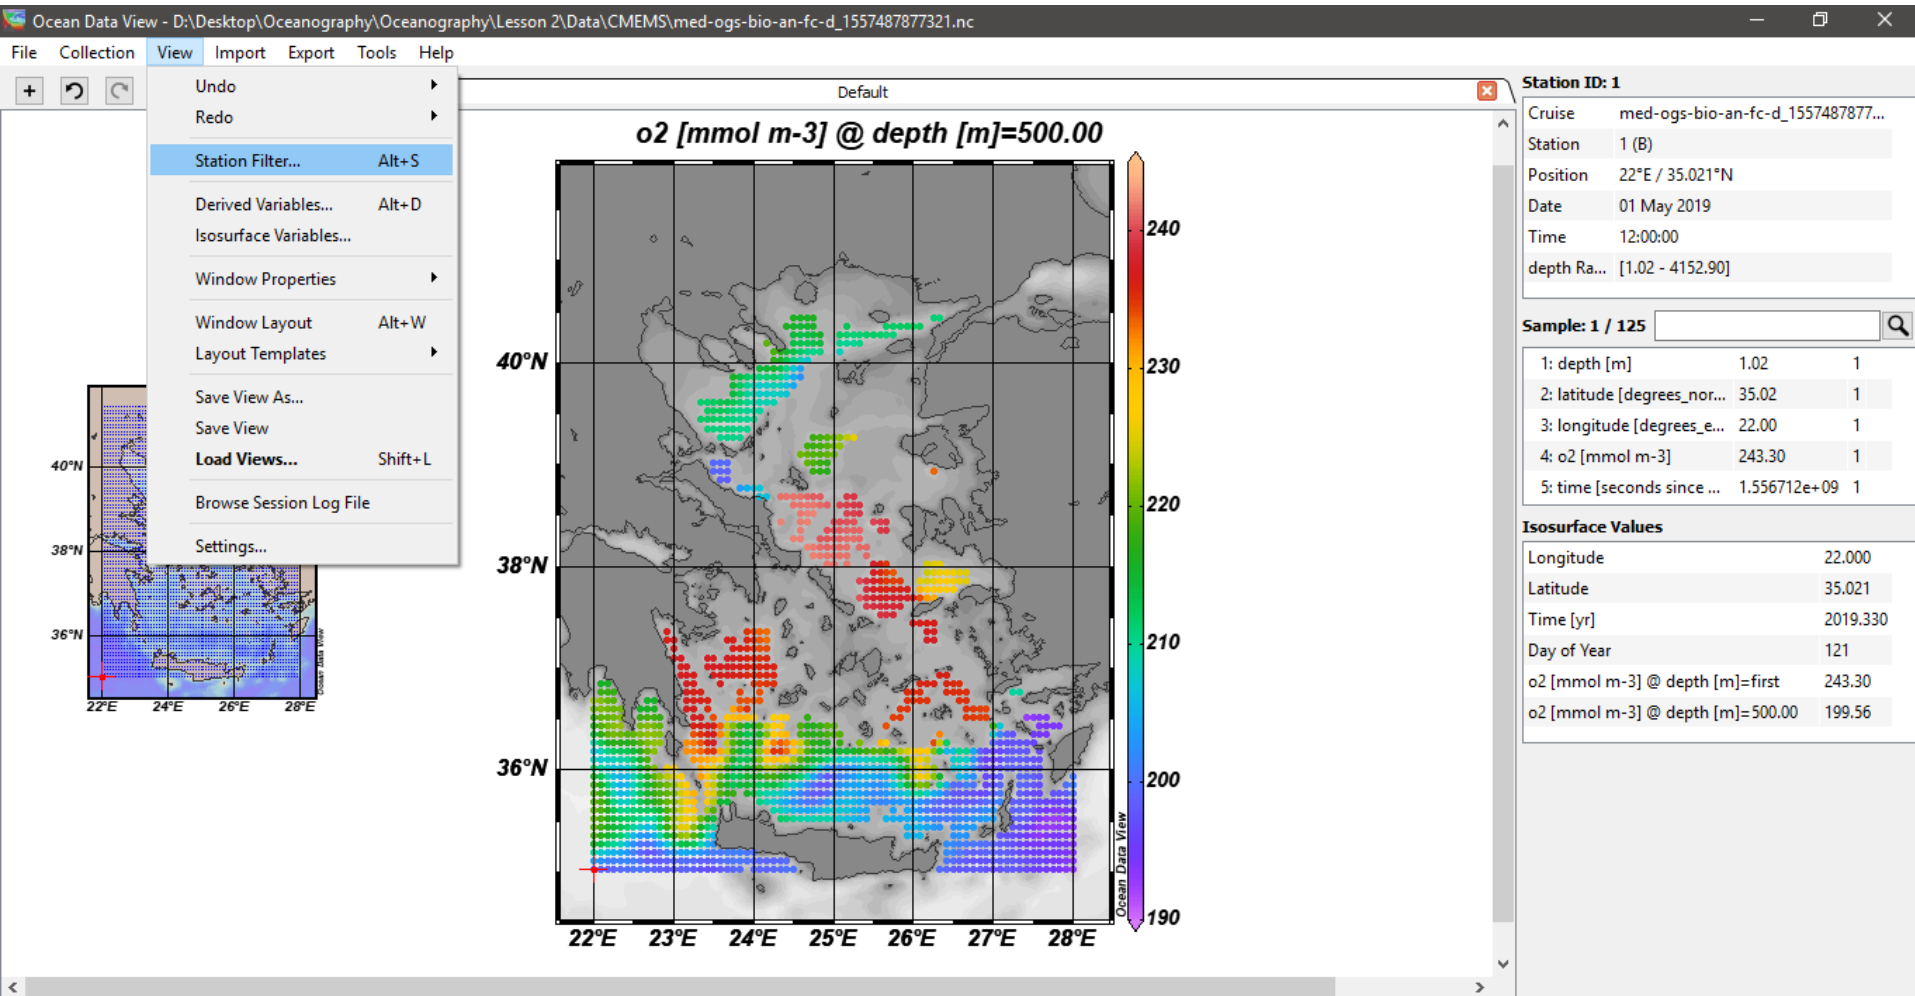 Ocean Data View - D:\Desktop\Oceanography\Oceanography\Lesson 2\Data\CMEMS\med-ogs-bio-an-fc-d_1557487877321.nc
File Collection View Import Export Tools Help
Undo
Redo
Station Filter... Alt+S
Derived Variables... Alt+D
Isosurface Variables...
Window Properties
Window Layout Alt+W
Layout Templates
Save View As...
Save View
Load Views... Shift+L
Browse Session Log File
Settings...
40°N
38°N
36°N
22°E 24°E 26°E 28°E
Ocean Data View
Default
o2 [mmol m-3] @ depth [m]=500.00
40°N
38°N
36°N
22°E 23°E 24°E 25°E 26°E 27°E 28°E
240
230
220
210
200
190
Ocean Data View
Station ID: 1
Cruise med-ogs-bio-an-fc-d_1557487877...
Station 1 (B)
Position 22°E / 35.021°N
Date 01 May 2019
Time 12:00:00
depth Ra... [1.02 - 4152.90]
Sample: 1 / 125
1: depth [m] 1.02 1
2: latitude [degrees_nor... 35.02 1
3: longitude [degrees_e... 22.00 1
4: o2 [mmol m-3] 243.30 1
5: time [seconds since ... 1.556712e+09 1
Isosurface Values
Longitude 22.000
Latitude 35.021
Time [yr] 2019.330
Day of Year 121
o2 [mmol m-3] @ depth [m]=first 243.30
o2 [mmol m-3] @ depth [m]=500.00 199.56